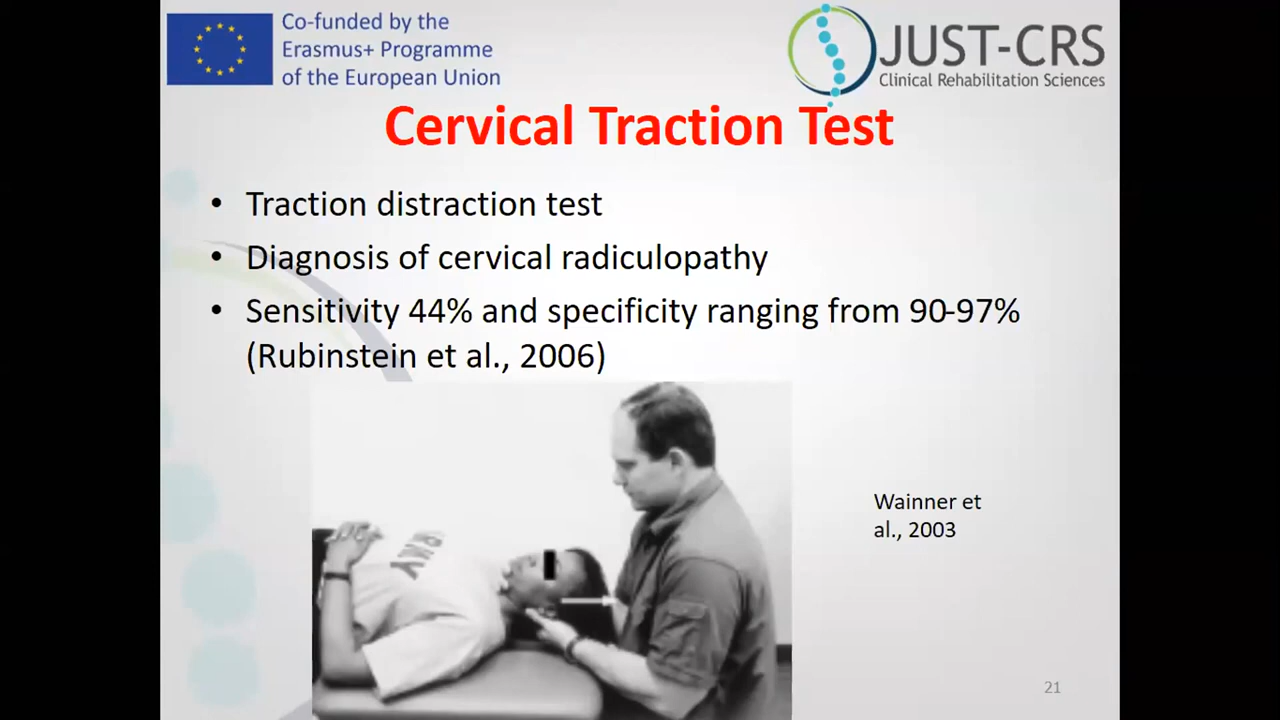 Co-funded by the
Erasmus+ Programme
of the European Union
JUST-CRS
Clinical Rehabilitation Sciences
Cervical Traction Test
• Traction distraction test
• Diagnosis of cervical radiculopathy
• Sensitivity 44% and specificity ranging from 90-97%
(Rubinstein et al., 2006)
RMY
Wainner et
al., 2003
21